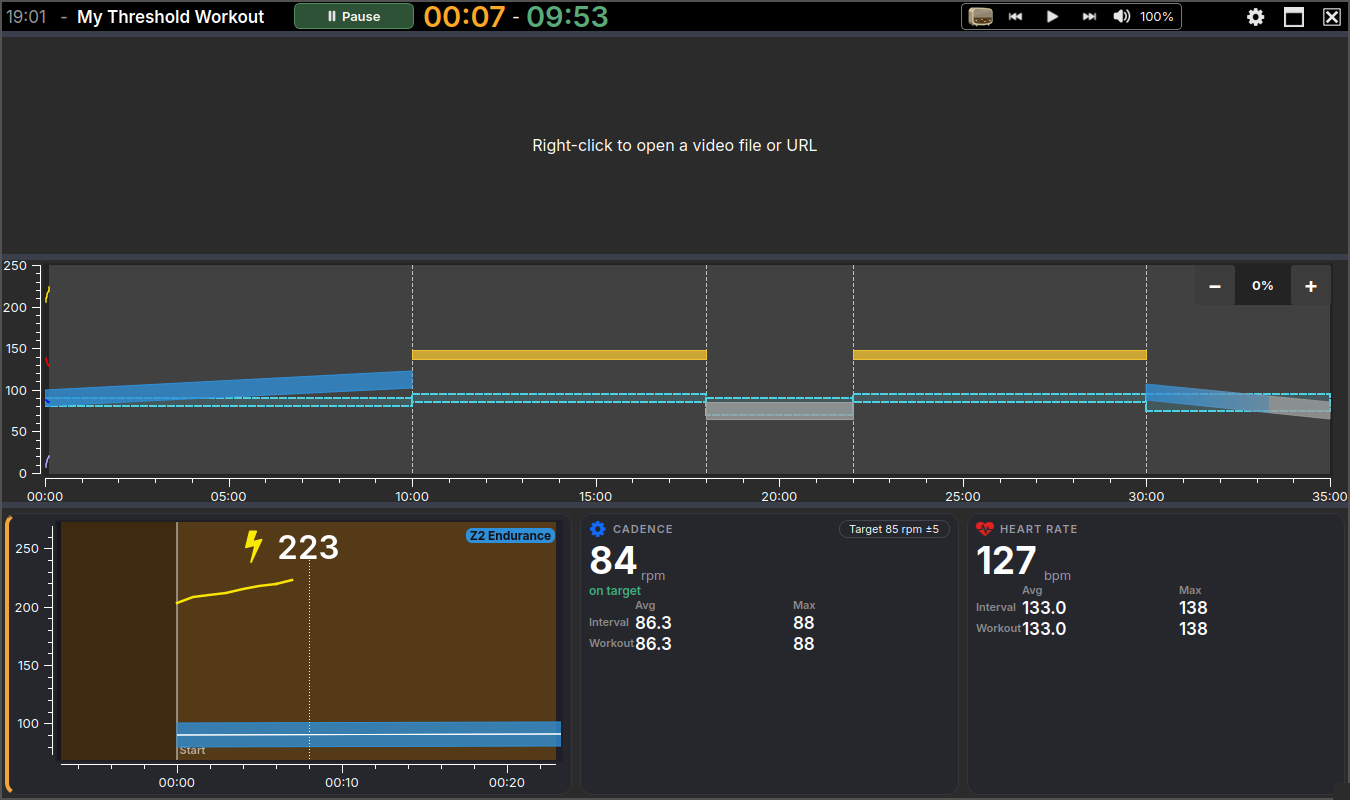 19:01 - My Threshold Workout Pause 00:07 - 09:53 100%
Right-click to open a video file or URL
250
200
150
100
50
0
− 0% +
00:00 05:00 10:00 15:00 20:00 25:00 30:00 35:00
250
200
150
100
223
Z2 Endurance
Start
00:00 00:10 00:20
CADENCE Target 85 rpm ±5
84 rpm
on target
Avg Max
Interval 86.3 88
Workout 86.3 88
HEART RATE
127 bpm
Avg Max
Interval 133.0 138
Workout 133.0 138